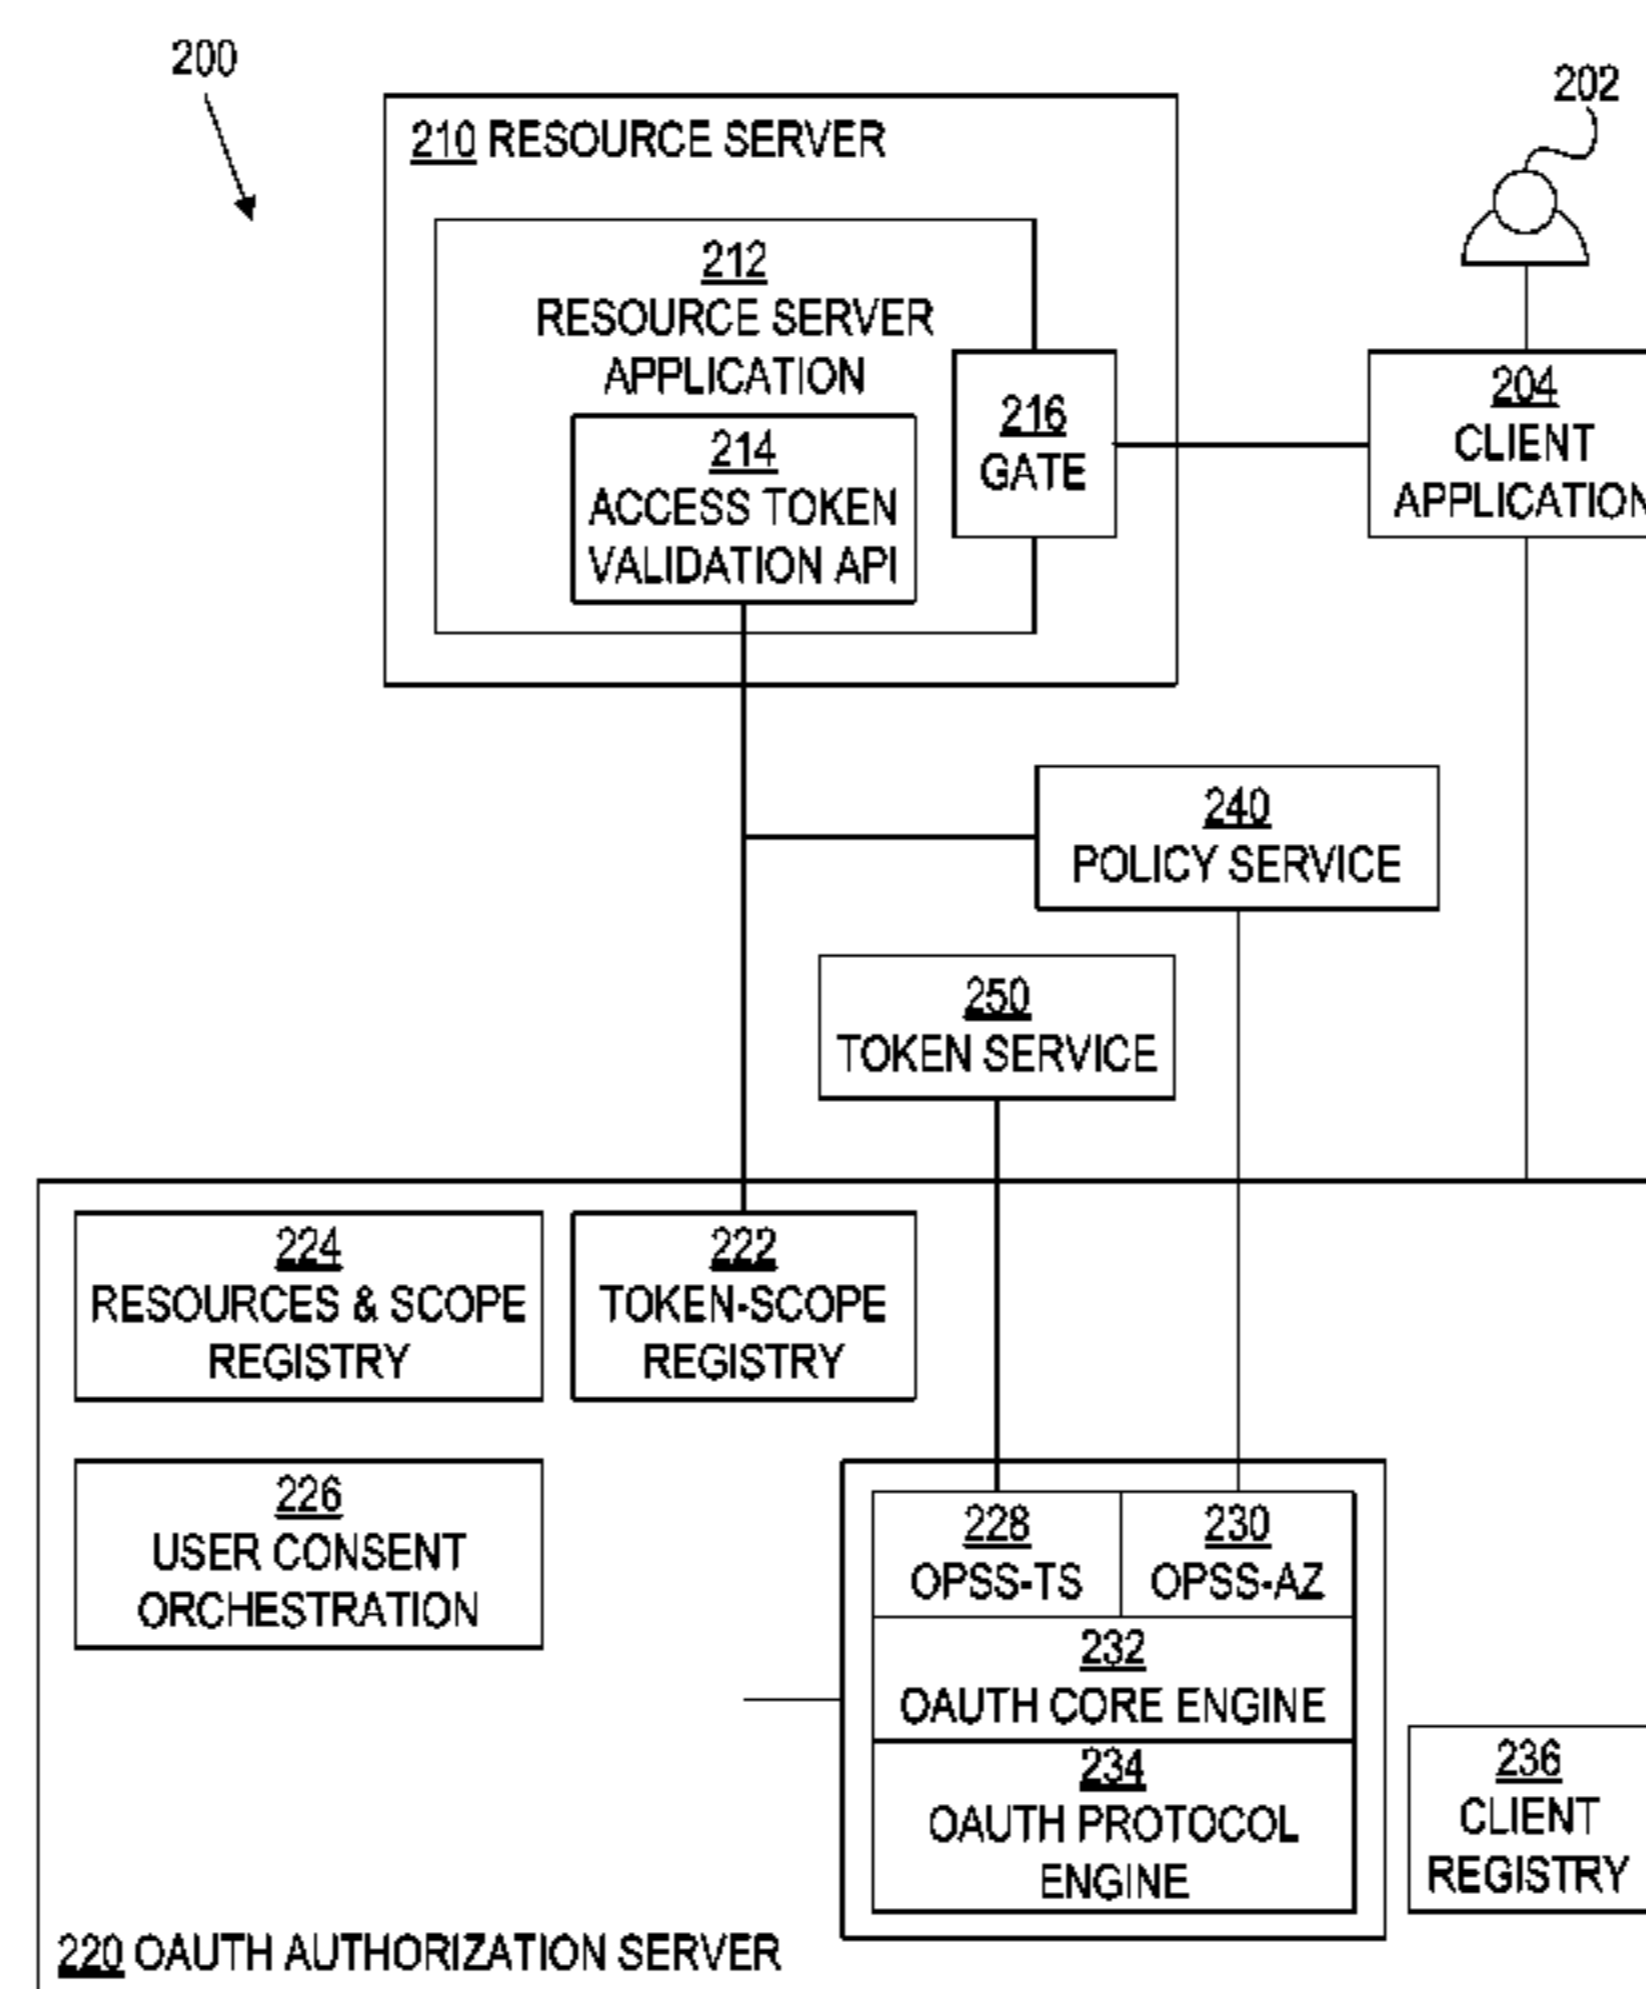 200
202
210 RESOURCE SERVER
212
RESOURCE SERVER
APPLICATION
214
ACCESS TOKEN
VALIDATION API
216
GATE
204
CLIENT
APPLICATION
240
POLICY SERVICE
250
TOKEN SERVICE
224
RESOURCES & SCOPE
REGISTRY
222
TOKEN-SCOPE
REGISTRY
226
USER CONSENT
ORCHESTRATION
228
OPSS-TS
230
OPSS-AZ
232
OAUTH CORE ENGINE
234
OAUTH PROTOCOL
ENGINE
236
CLIENT
REGISTRY
220 OAUTH AUTHORIZATION SERVER